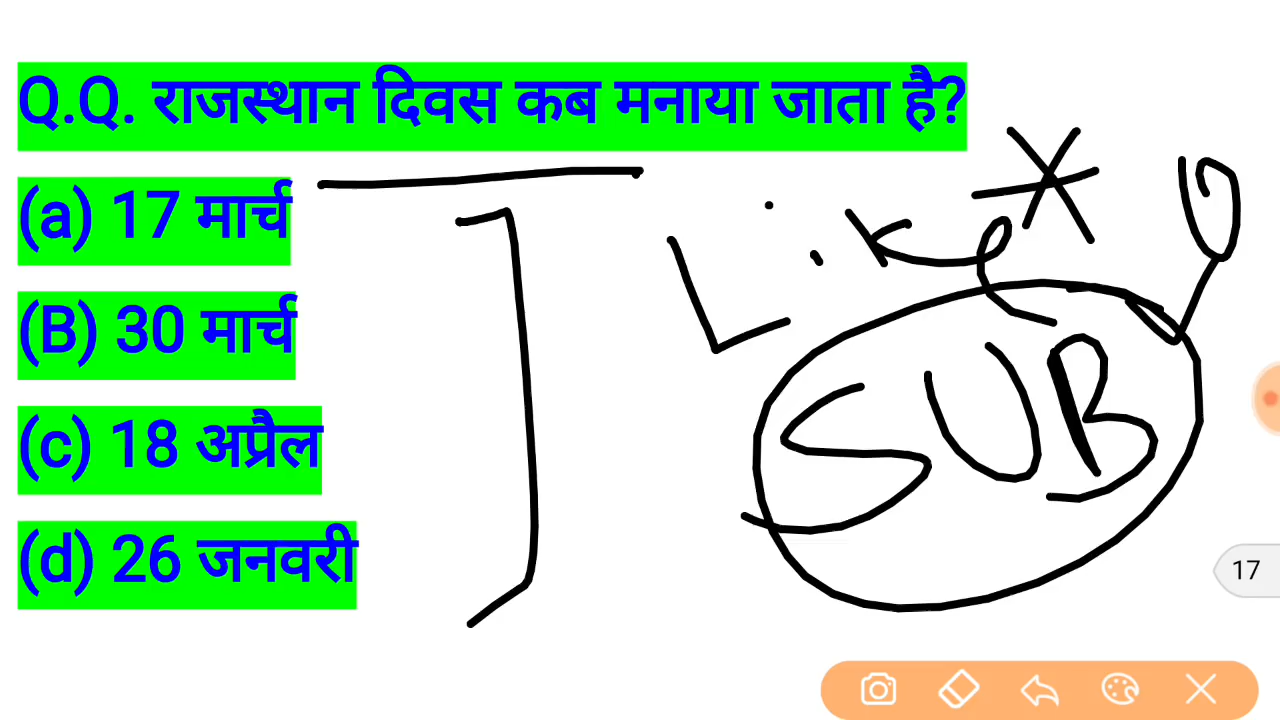 Q.Q. राजस्थान दिवस कब मनाया जाता है?
(a) 17 मार्च
(B) 30 मार्च
(c) 18 अप्रैल
(d) 26 जनवरी
Like
SUB
17